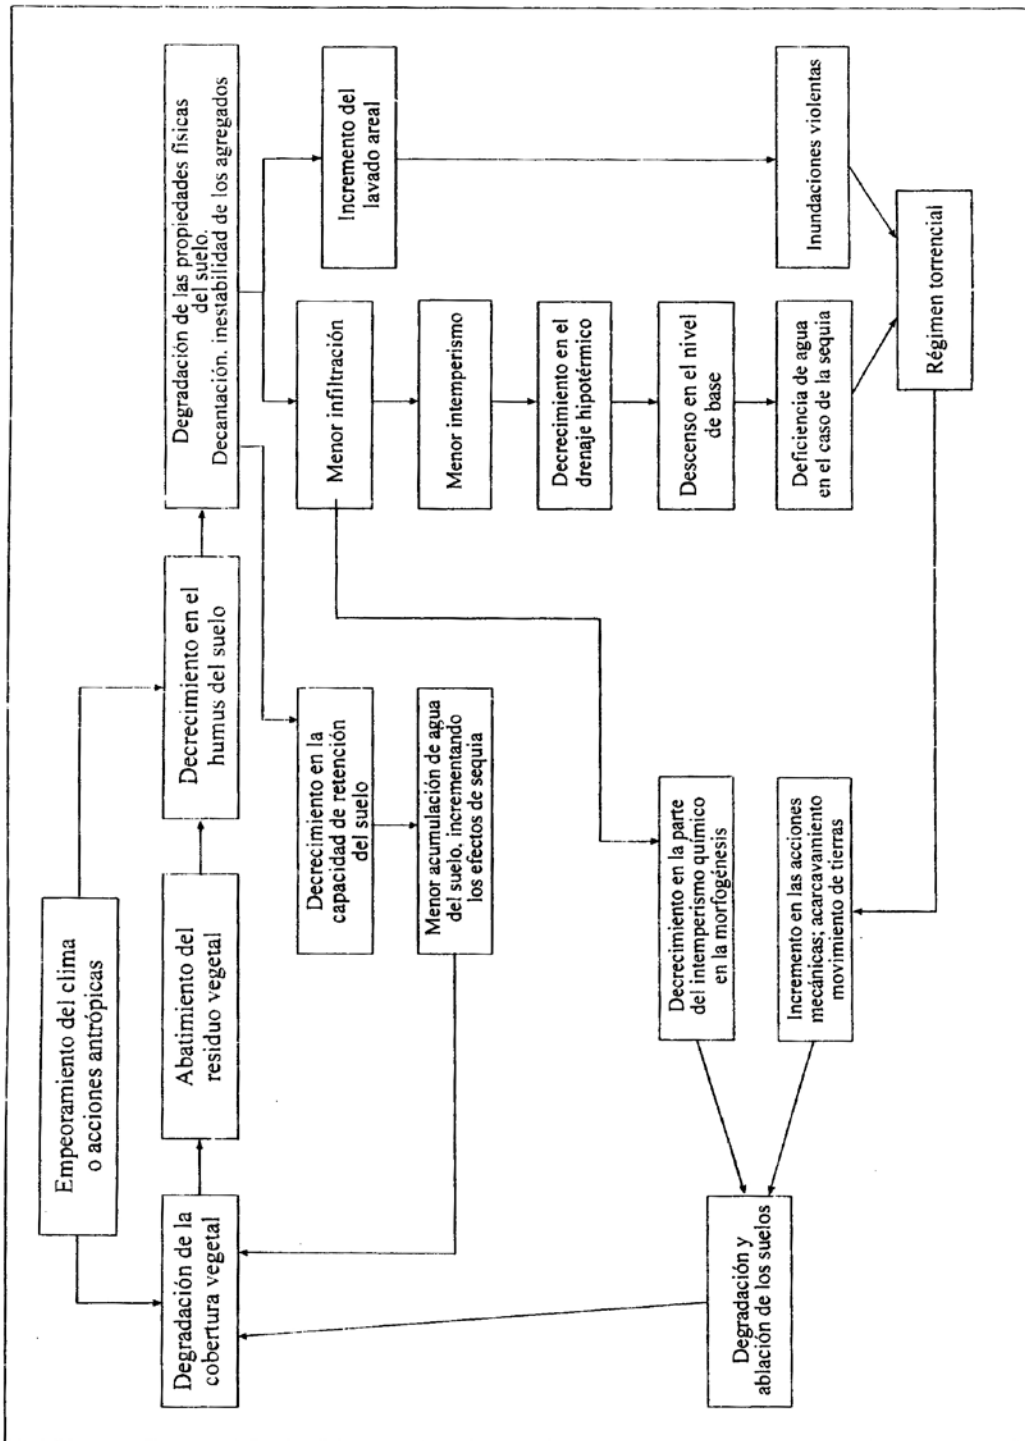 Empeoramiento del clima
o acciones antrópicas
Degradación de la
cobertura vegetal
Abatimiento del
residuo vegetal
Decrecimiento en el
humus del suelo
Degradación de las propiedades físicas
del suelo.
Decantación, inestabilidad de los agregados
Decrecimiento en la
capacidad de retención
del suelo
Menor infiltración
Incremento del
lavado areal
Menor acumulación de agua
del suelo, incrementando
los efectos de sequia
Menor intemperismo
Decrecimiento en el
drenaje hipotérmico
Descenso en el nivel
de base
Decrecimiento en la parte
del intemperismo químico
en la morfogénesis
Deficiencia de agua
en el caso de la sequia
Inundaciones violentas
Incremento en las acciones
mecánicas; acarcavamiento
movimiento de tierras
Degradación y
ablación de los suelos
Régimen torrencial